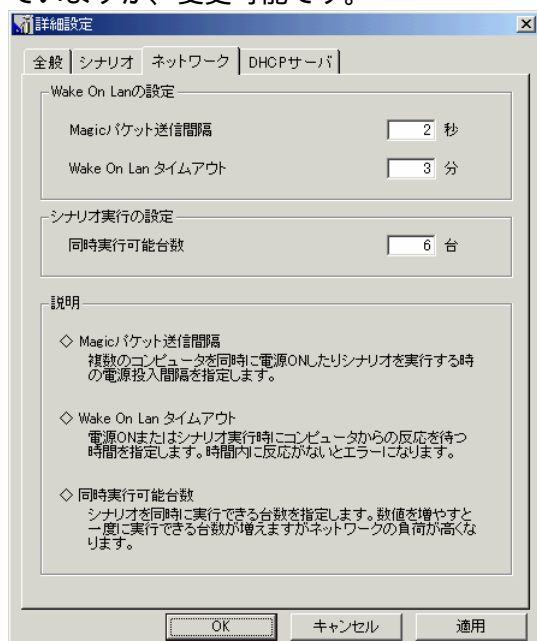 ていますが、変更可能です。
詳細設定
全般 シナリオ ネットワーク DHCPサーバ
Wake On Lanの設定
Magicパケット送信間隔 2 秒
Wake On Lan タイムアウト 3 分
シナリオ実行の設定
同時実行可能台数 6 台
説明
◇ Magicパケット送信間隔
複数のコンピュータを同時に電源ONしたりシナリオを実行する時
の電源投入間隔を指定します。
◇ Wake On Lan タイムアウト
電源ONまたはシナリオ実行時にコンピュータからの反応を待つ
時間を指定します。時間内に反応がないとエラーになります。
◇ 同時実行可能台数
シナリオを同時に実行できる台数を指定します。数値を増やすと
一度に実行できる台数が増えますがネットワークの負荷が高くな
ります。
OK キャンセル 適用